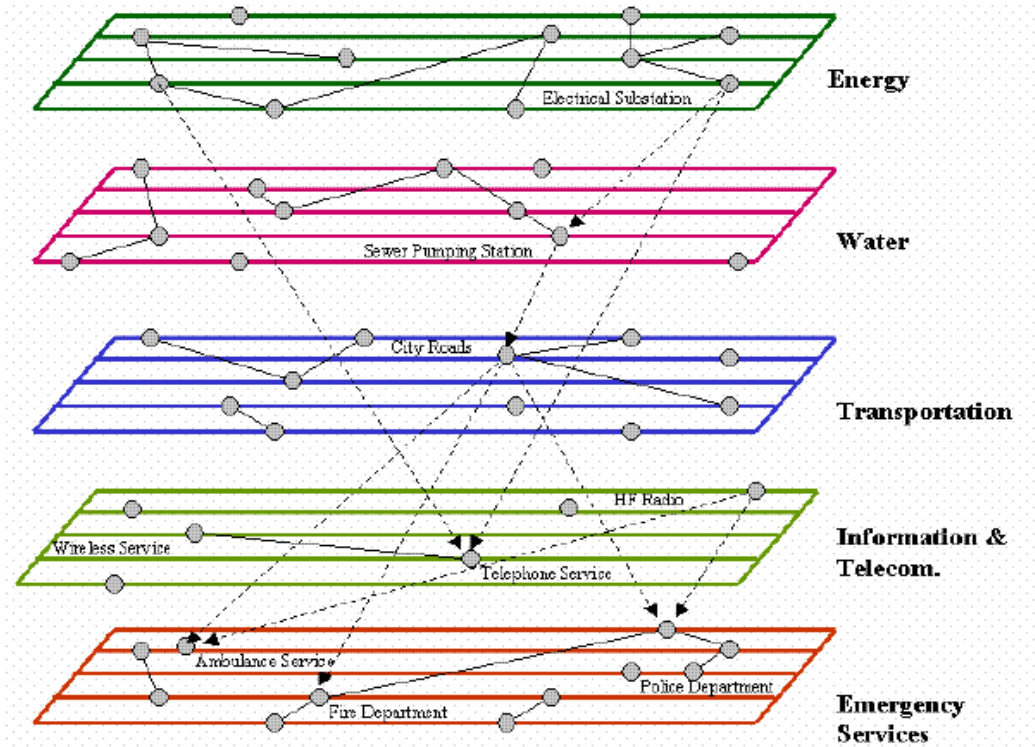 Energy
Electrical Substation
Water
Sewer Pumping Station
City Roads
Transportation
HF Radio
Wireless Service
Information &
Telecom.
Telephone Service
Ambulance Service
Police Department
Fire Department
Emergency
Services